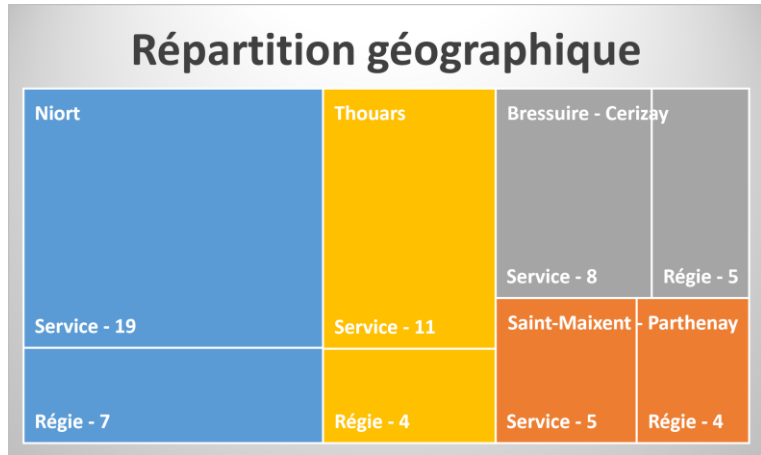 Répartition géographique
Niort
Service - 19
Régie - 7
Thouars
Service - 11
Régie - 4
Bressuire - Cerizay
Service - 8
Régie - 5
Saint-Maixent - Parthenay
Service - 5
Régie - 4